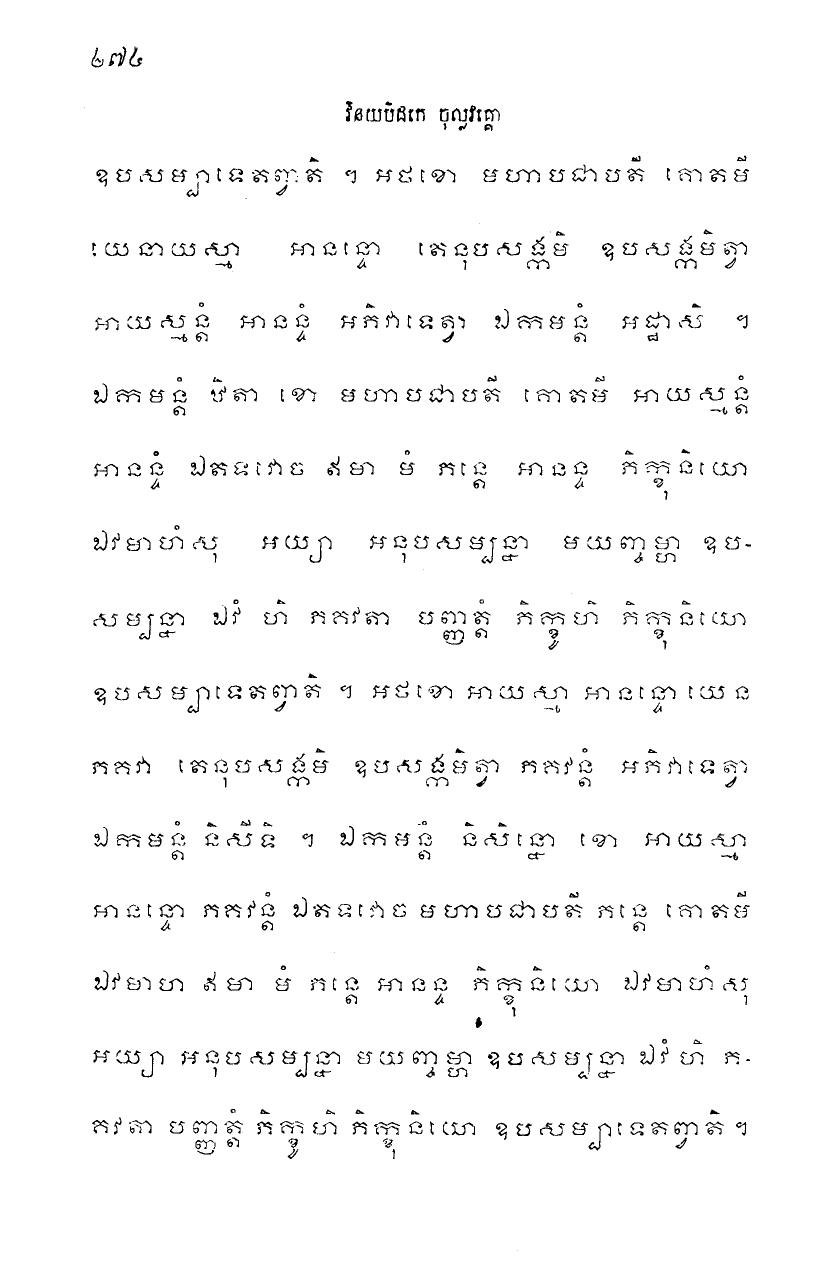 ២៧៤
វិនយបិដកេ ចុល្លវគ្គោ
ឧបសម្បាទេតព្វាតិ ។ អថខោ មហាបជាបតី គោតមី
យេនាយស្មា អានន្ទោ តេនុបសង្កមិ ឧបសង្កមិត្វា
អាយស្មន្តំ អានន្ទំ អភិវាទេត្វា ឯកមន្តំ អដ្ឋាសិ ។
ឯកមន្តំ ឋិតា ខោ មហាបជាបតី គោតមី អាយស្មន្តំ
អានន្ទំ ឯតទវោច ឥមា មំ ភន្តេ អានន្ទ ភិក្ខុនិយោ
ឯវមាហំសុ អយ្យា អនុបសម្បន្នា មយញ្ចម្ហា ឧប-
សម្បន្នា ឯវំ ហិ ភគវតា បញ្ញត្តំ ភិក្ខូហិ ភិក្ខុនិយោ
ឧបសម្បាទេតព្វាតិ ។ អថខោ អាយស្មា អានន្ទោ យេន
ភគវា តេនុបសង្កមិ ឧបសង្កមិត្វា ភគវន្តំ អភិវាទេត្វា
ឯកមន្តំ និសីទិ ។ ឯកមន្តំ និសិន្នោ ខោ អាយស្មា
អានន្ទោ ភគវន្តំ ឯតទវោច មហាបជាបតី ភន្តេ គោតមី
ឯវមាហ ឥមា មំ ភន្តេ អានន្ទ ភិក្ខុនិយោ ឯវមាហំសុ
អយ្យា អនុបសម្បន្នា មយញ្ចម្ហា ឧបសម្បន្នា ឯវំ ហិ ភ-
គវតា បញ្ញត្តំ ភិក្ខូហិ ភិក្ខុនិយោ ឧបសម្បាទេតព្វាតិ ។